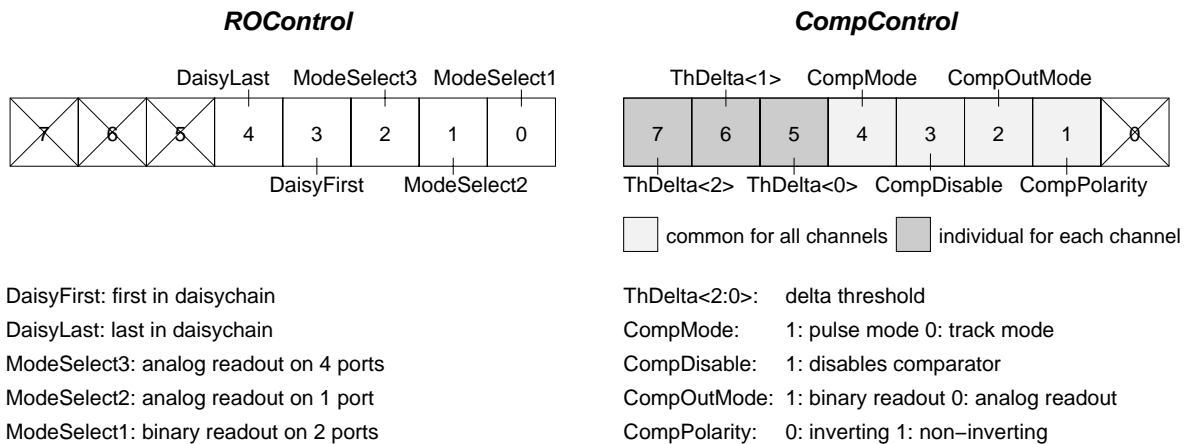 ROControl
DaisyLast ModeSelect3 ModeSelect1
7 6 5 4 3 2 1 0
DaisyFirst ModeSelect2
DaisyFirst: first in daisychain
DaisyLast: last in daisychain
ModeSelect3: analog readout on 4 ports
ModeSelect2: analog readout on 1 port
ModeSelect1: binary readout on 2 ports
CompControl
ThDelta<1> CompMode CompOutMode
7 6 5 4 3 2 1 0
ThDelta<2> ThDelta<0> CompDisable CompPolarity
common for all channels individual for each channel
ThDelta<2:0>: delta threshold
CompMode: 1: pulse mode 0: track mode
CompDisable: 1: disables comparator
CompOutMode: 1: binary readout 0: analog readout
CompPolarity: 0: inverting 1: non−inverting